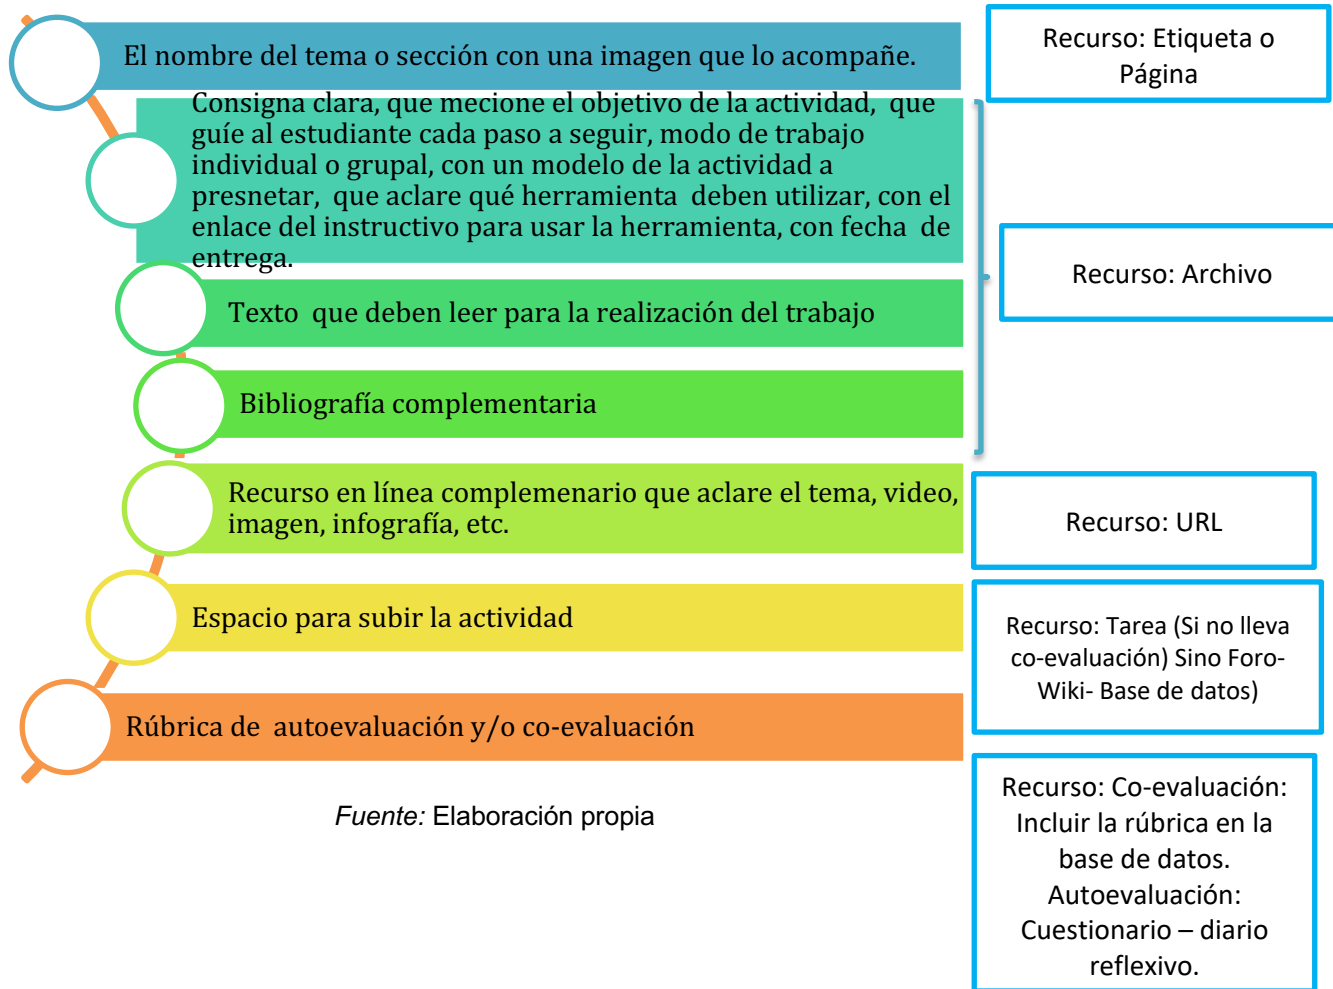 El nombre del tema o sección con una imagen que lo acompañe.
Recurso: Etiqueta o
Página
Consigna clara, que mecione el objetivo de la actividad, que
guíe al estudiante cada paso a seguir, modo de trabajo
individual o grupal, con un modelo de la actividad a
presnetar, que aclare qué herramienta deben utilizar, con el
enlace del instructivo para usar la herramienta, con fecha de
entrega.
Texto que deben leer para la realización del trabajo
Bibliografía complementaria
Recurso: Archivo
Recurso en línea complemenario que aclare el tema, video,
imagen, infografía, etc.
Recurso: URL
Espacio para subir la actividad
Recurso: Tarea (Si no lleva
co-evaluación) Sino Foro-
Wiki- Base de datos)
Rúbrica de autoevaluación y/o co-evaluación
Recurso: Co-evaluación:
Incluir la rúbrica en la
base de datos.
Autoevaluación:
Cuestionario – diario
reflexivo.
Fuente: Elaboración propia